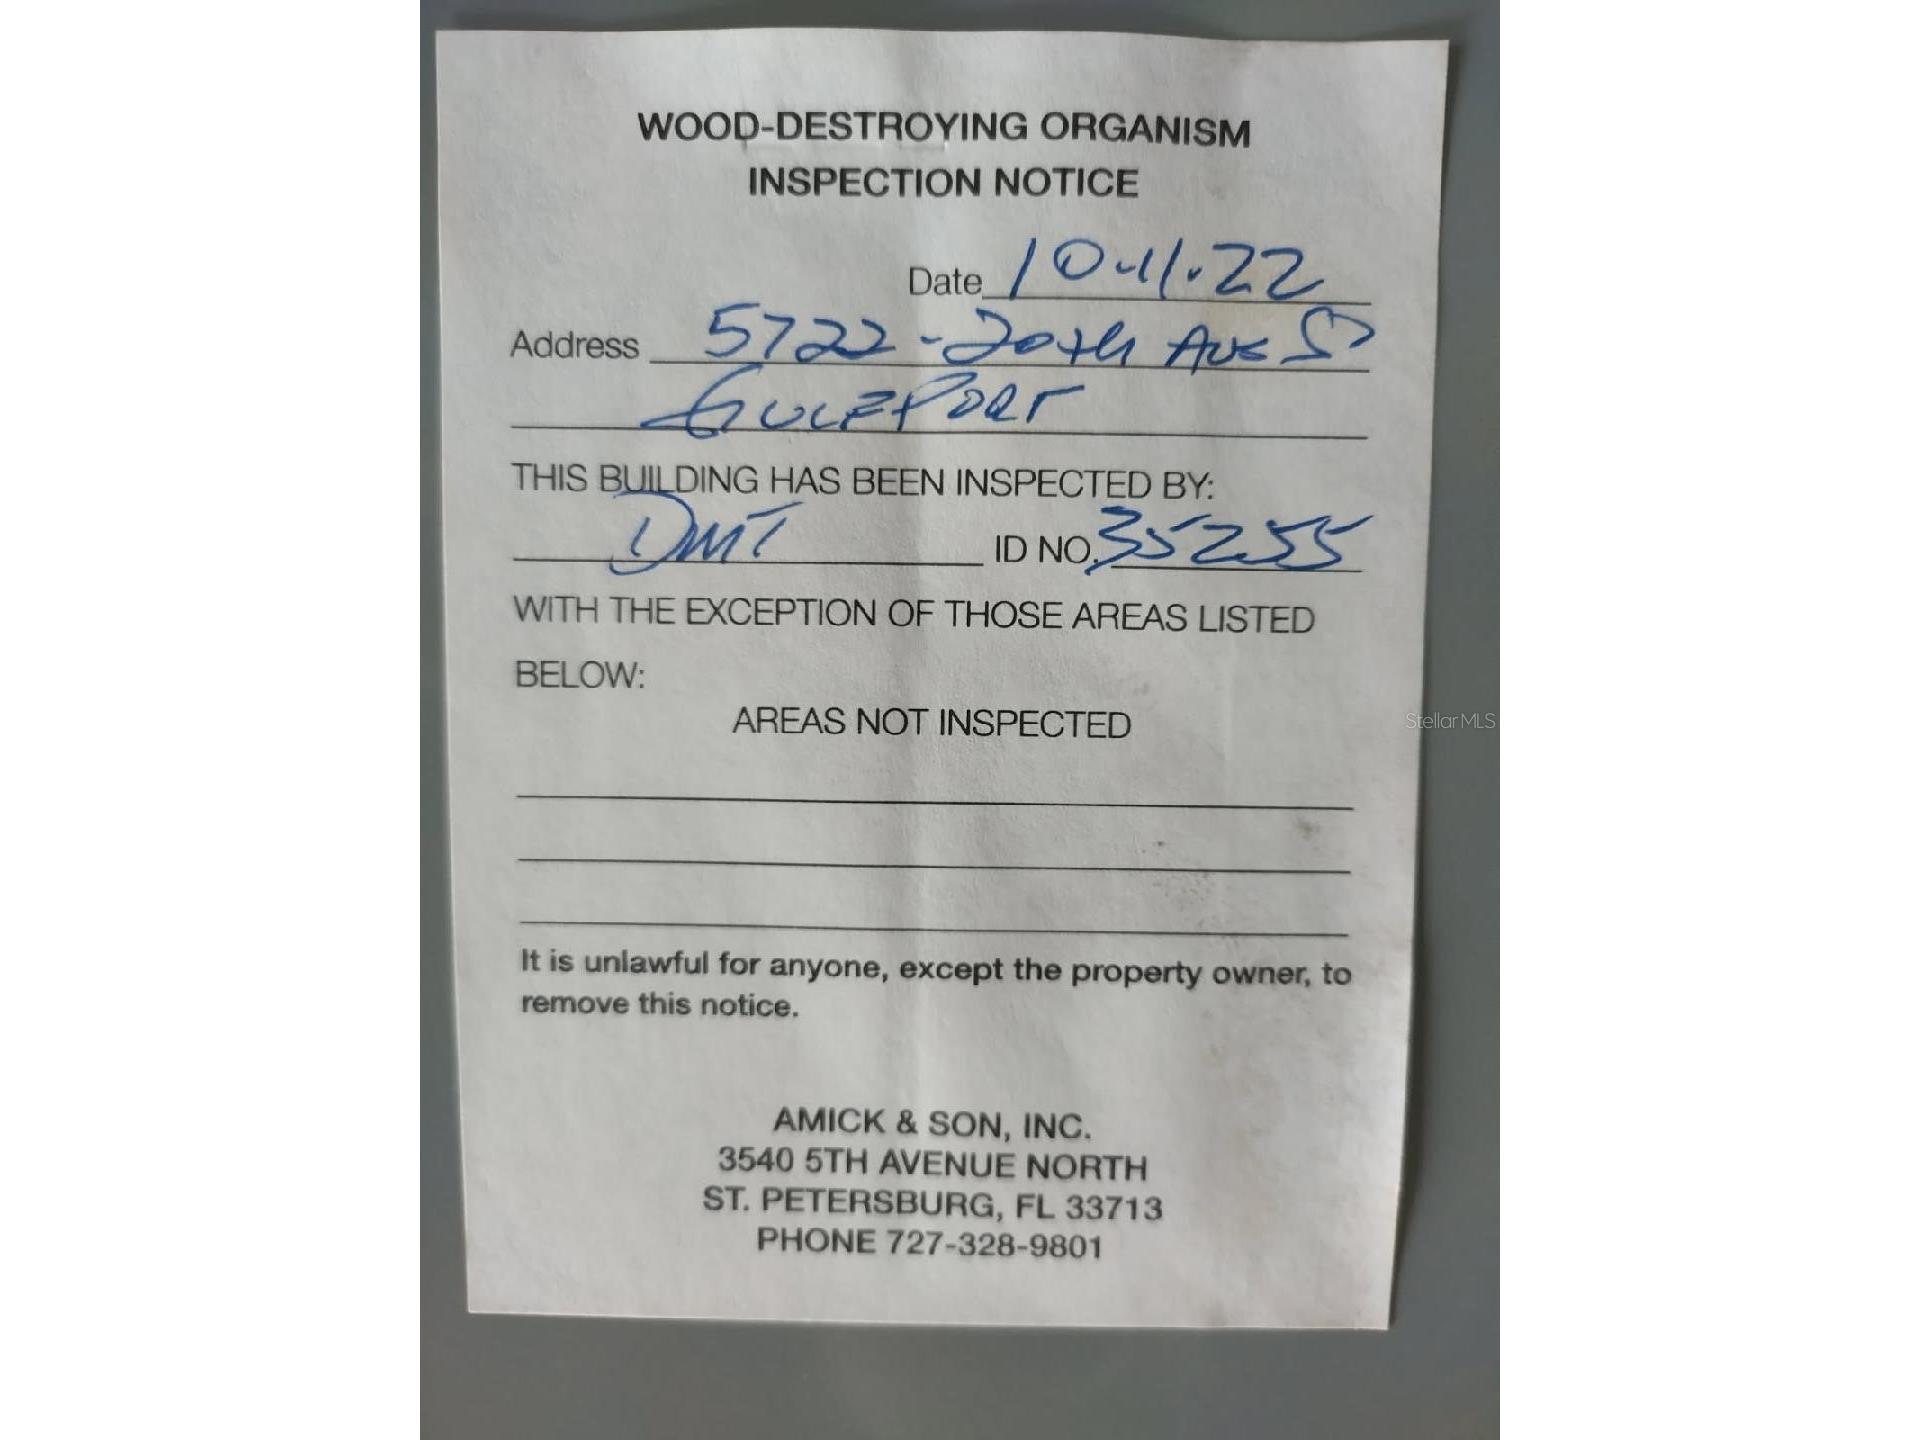 WOOD-DESTROYING ORGANISM
INSPECTION NOTICE
Date 10.11.22
Address 5722 - 20th Ave S
GULFPORT
THIS BUILDING HAS BEEN INSPECTED BY:
DMT ID NO. 35255
WITH THE EXCEPTION OF THOSE AREAS LISTED
BELOW:
AREAS NOT INSPECTED
StellarMLS
It is unlawful for anyone, except the property owner, to
remove this notice.
AMICK & SON, INC.
3540 5TH AVENUE NORTH
ST. PETERSBURG, FL 33713
PHONE 727-328-9801